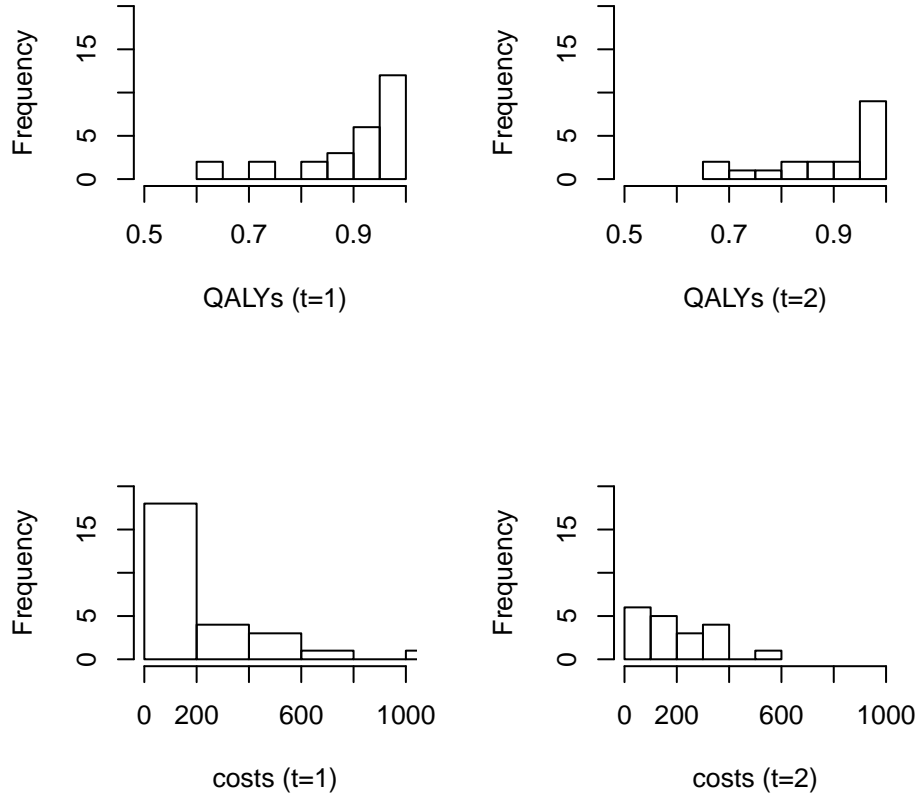 Frequency
15
5
0
0.5 0.7 0.9
QALYs (t=1)
Frequency
15
5
0
0.5 0.7 0.9
QALYs (t=2)
Frequency
15
5
0
0 200 600 1000
costs (t=1)
Frequency
15
5
0
0 200 600 1000
costs (t=2)